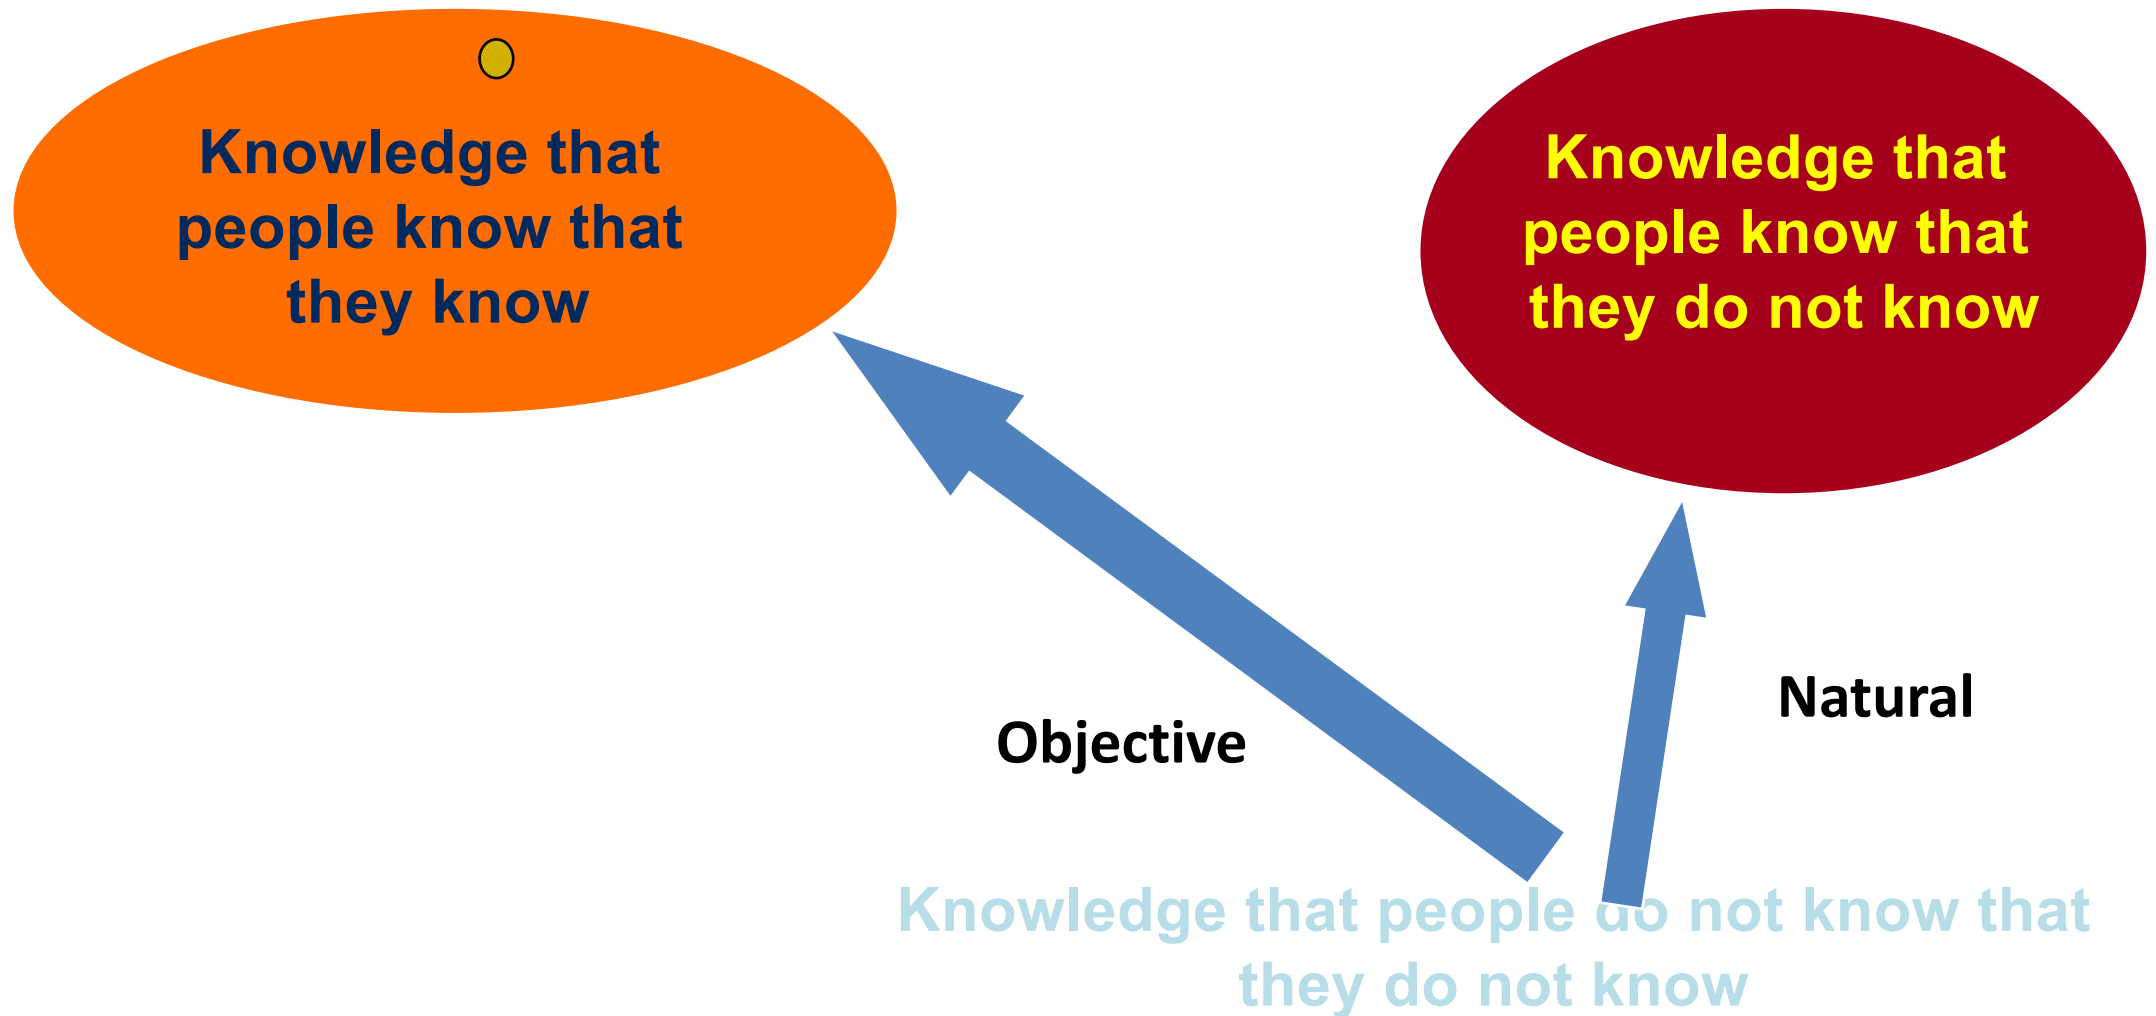 Knowledge that
people know that
they know
Knowledge that
people know that
they do not know
Natural
Objective
Knowledge that people do not know that
they do not know